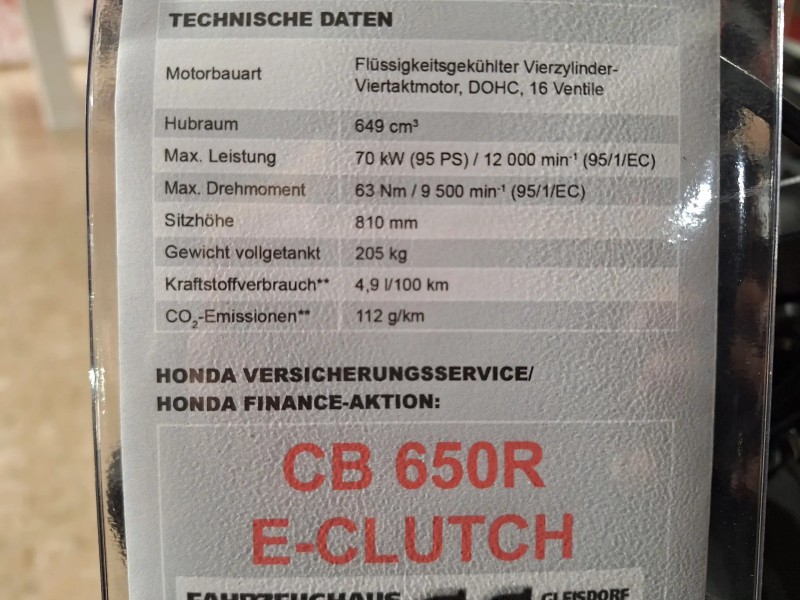 TECHNISCHE DATEN
Motorbauart
Flüssigkeitsgekühlter Vierzylinder-
Viertaktmotor, DOHC, 16 Ventile
Hubraum 649 cm³
Max. Leistung 70 kW (95 PS) / 12 000 min⁻¹ (95/1/EC)
Max. Drehmoment 63 Nm / 9 500 min⁻¹ (95/1/EC)
Sitzhöhe 810 mm
Gewicht vollgetankt 205 kg
Kraftstoffverbrauch** 4,9 l/100 km
CO₂-Emissionen** 112 g/km
HONDA VERSICHERUNGSSERVICE/
HONDA FINANCE-AKTION:
CB 650R
E-CLUTCH
FAHRZEUGHAUS GLEISDORF